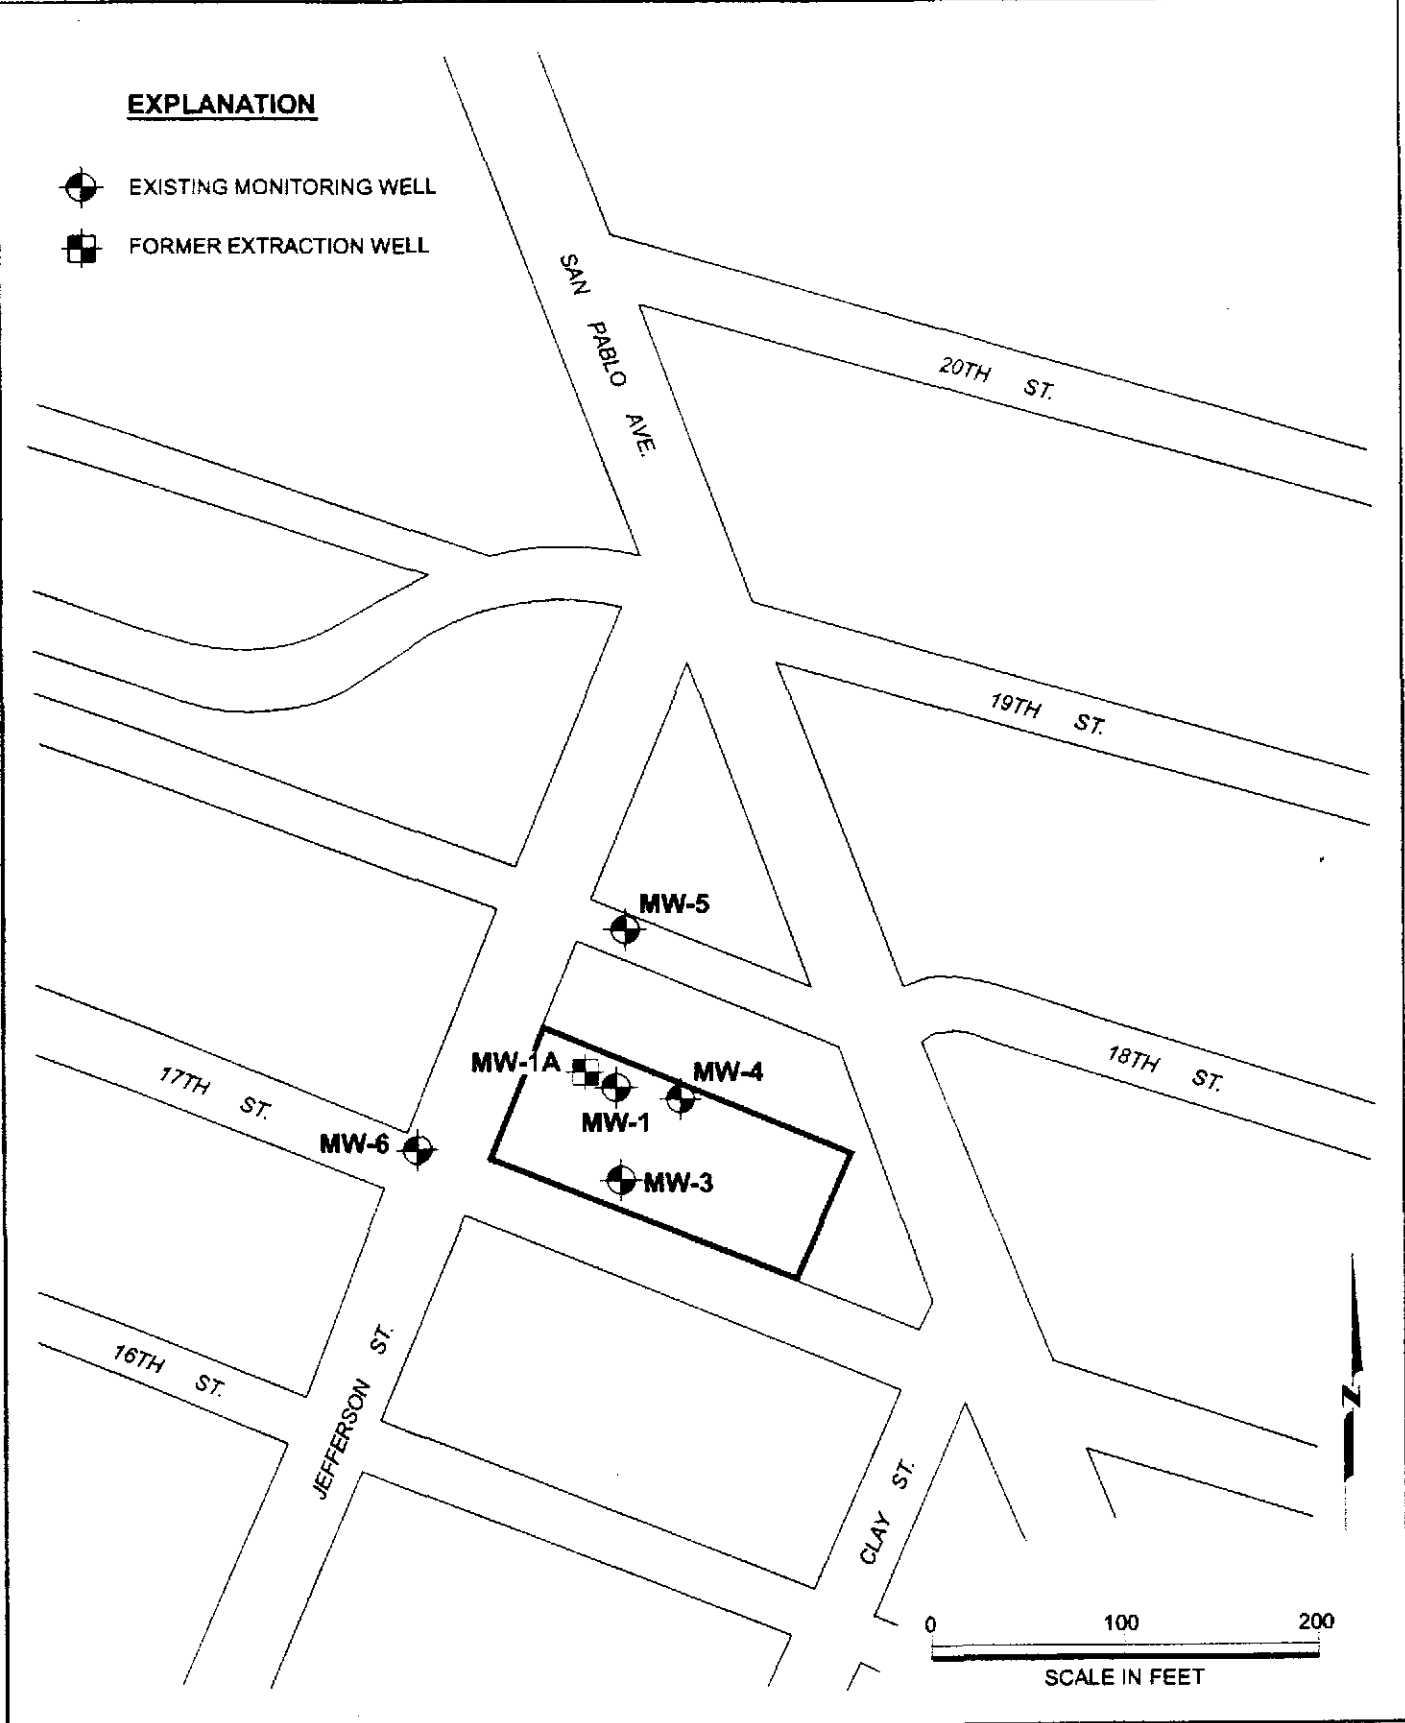 EXPLANATION
EXISTING MONITORING WELL
FORMER EXTRACTION WELL
SAN PABLO AVE.
20TH ST.
19TH ST.
MW-5
MW-1A
MW-4
18TH ST.
17TH ST.
MW-1
MW-6
MW-3
16TH ST.
JEFFERSON ST.
Z
CLAY ST.
0 100 200
SCALE IN FEET